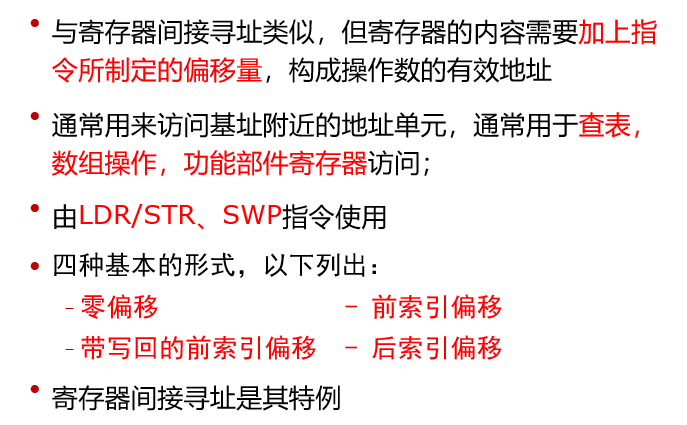 • 与寄存器间接寻址类似，但寄存器的内容需要加上指
令所制定的偏移量，构成操作数的有效地址
• 通常用来访问基址附近的地址单元，通常用于查表，
数组操作，功能部件寄存器访问；
• 由LDR/STR、SWP指令使用
• 四种基本的形式，以下列出：
– 零偏移 – 前索引偏移
– 带写回的前索引偏移 – 后索引偏移
• 寄存器间接寻址是其特例